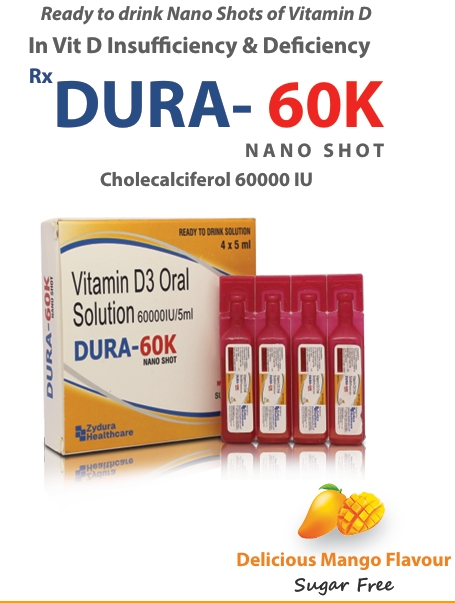 Ready to drink Nano Shots of Vitamin D
In Vit D Insufficiency & Deficiency
Rx
DURA- 60K
NANO SHOT
Cholecalciferol 60000 IU
READY TO DRINK SOLUTION
4 x 5 ml
Vitamin D3 Oral
Solution 60000IU/5ml
DURA-60K
NANO SHOT
Zydura
Healthcare
DURA-60K
NANO SHOT
Delicious Mango Flavour
Sugar Free